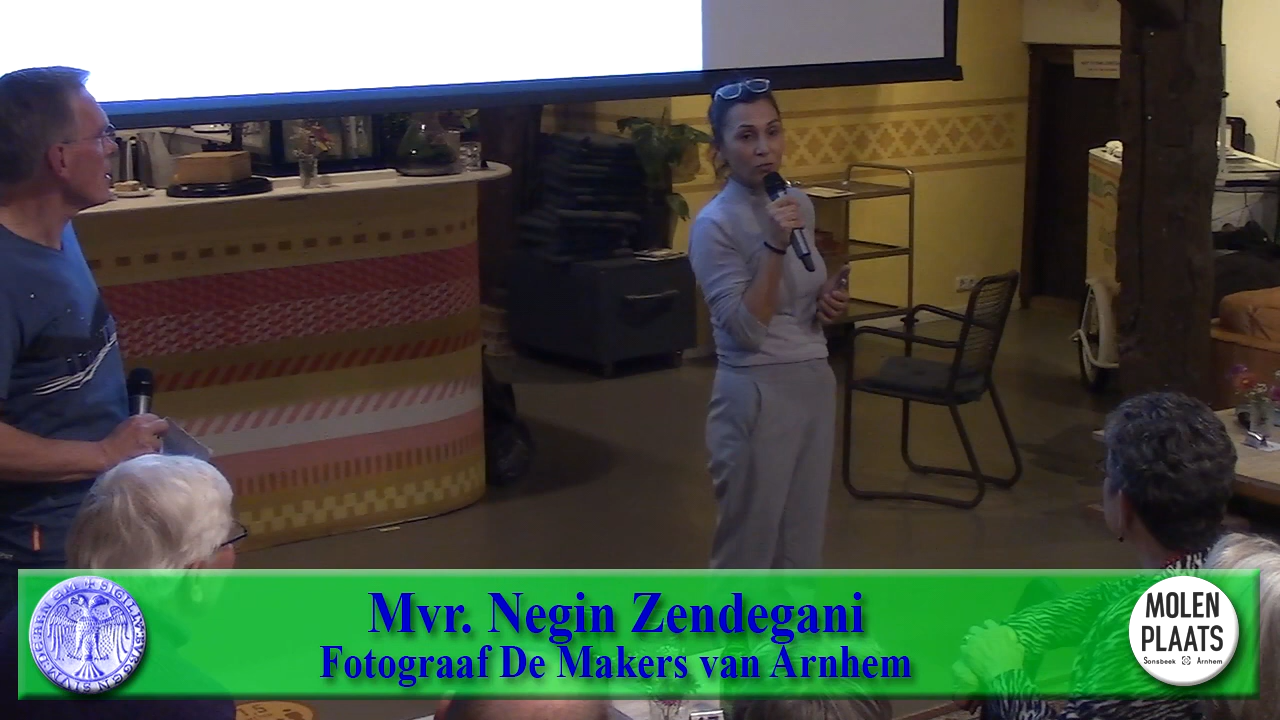 Mvr. Negin Zendegani
Fotograaf De Makers van Arnhem
MOLEN
PLAATS
Sonsbeek Arnhem